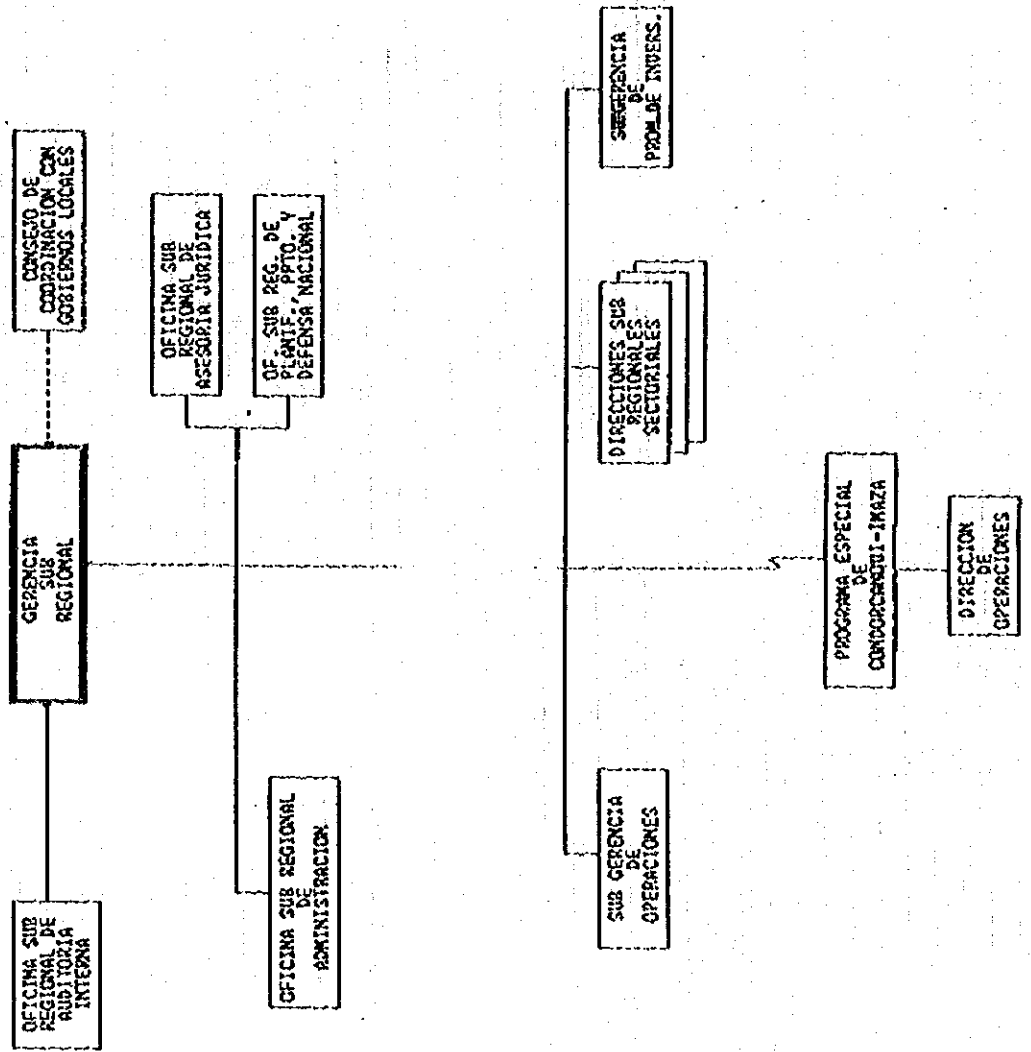 OFICINA SUB
REGIONAL DE
AUDITORIA
INTERNA
GERENCIA
SUB
REGIONAL
CONSEJO DE
COORDINACION CON
GOBIERNOS LOCALES
OFICINA SUB REGIONAL
DE
ADMINISTRACION
OFICINA SUB
REGIONAL DE
ASESORIA JURIDICA
OF. SUB REG. DE
PLANIF., PPTO. Y
DEFENSA NACIONAL
SUB GERENCIA
DE
OPERACIONES
DIRECCIONES SUB
REGIONALES
SECTORIALES
SUBGERENCIA
DE
PROM.DE INVERS.
PROGRAMA ESPECIAL
DE
CONDORCANQUI-IMAZA
DIRECCION
DE
OPERACIONES